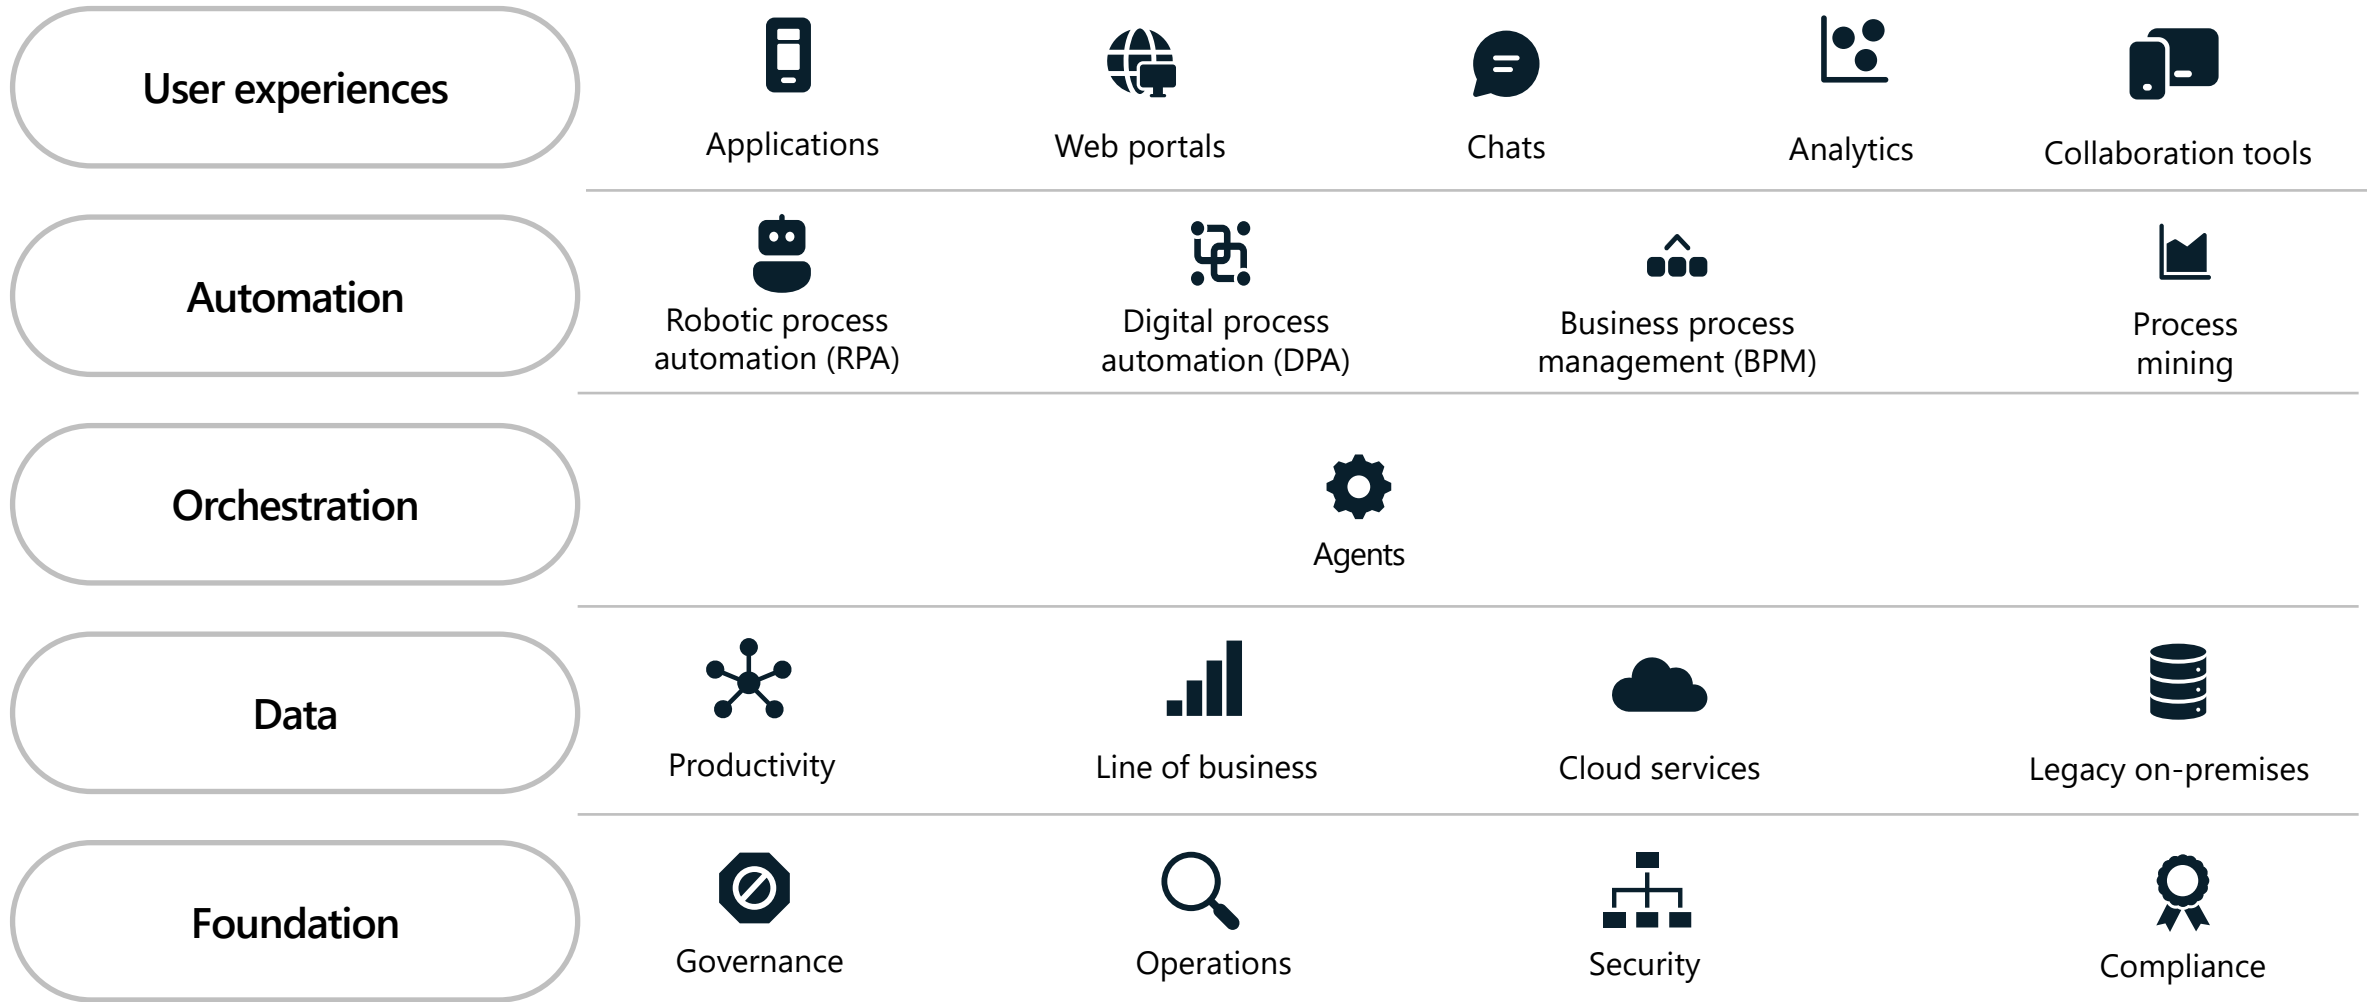 User experiences
Applications
Web portals
Chats
Analytics
Collaboration tools
Automation
Robotic process
automation (RPA)
Digital process
automation (DPA)
Business process
management (BPM)
Process
mining
Orchestration
Agents
Data
Productivity
Line of business
Cloud services
Legacy on-premises
Foundation
Governance
Operations
Security
Compliance